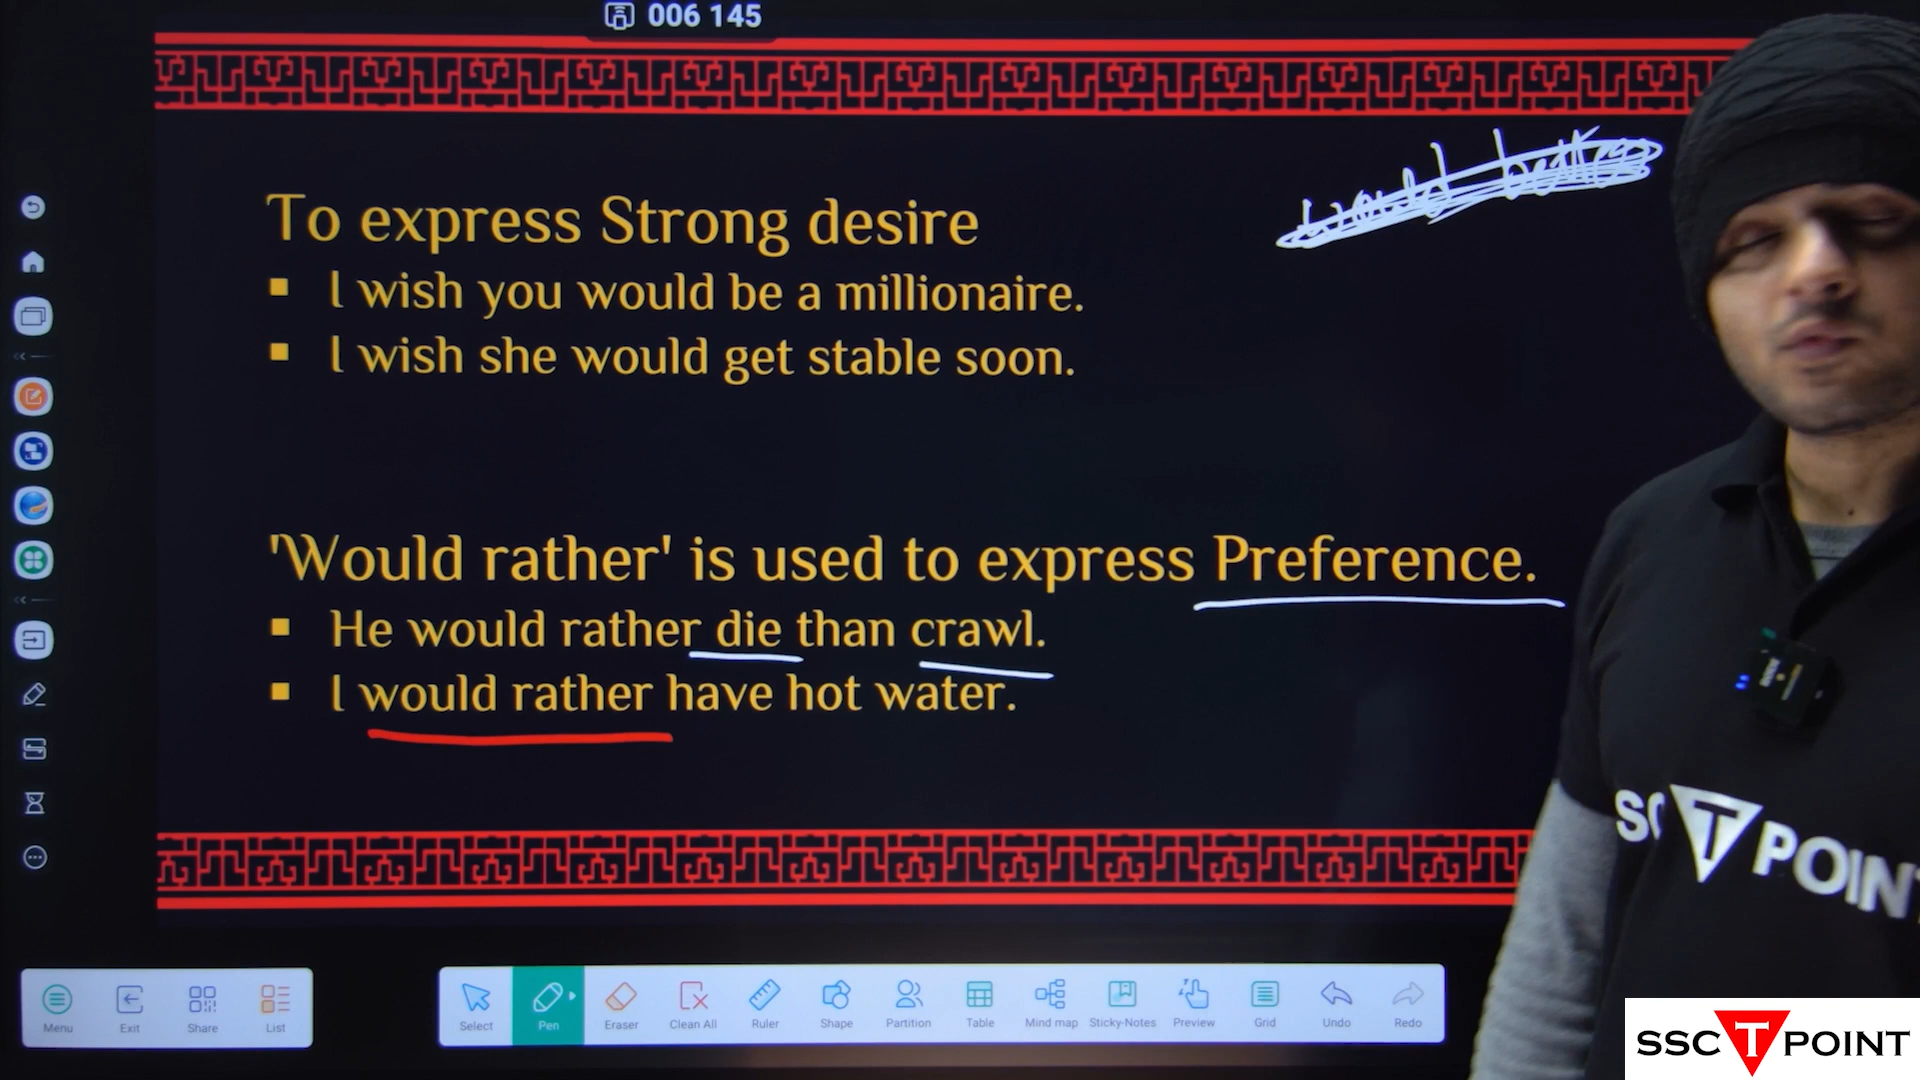 006 145
would better
To express Strong desire
▪ I wish you would be a millionaire.
▪ I wish she would get stable soon.
'Would rather' is used to express Preference.
▪ He would rather die than crawl.
▪ I would rather have hot water.
SSC T POINT
Menu Exit Share List
Select Pen Eraser Clean All Ruler Shape Partition Table Mind map Sticky-Notes Preview Grid Undo Redo
SSC T POINT